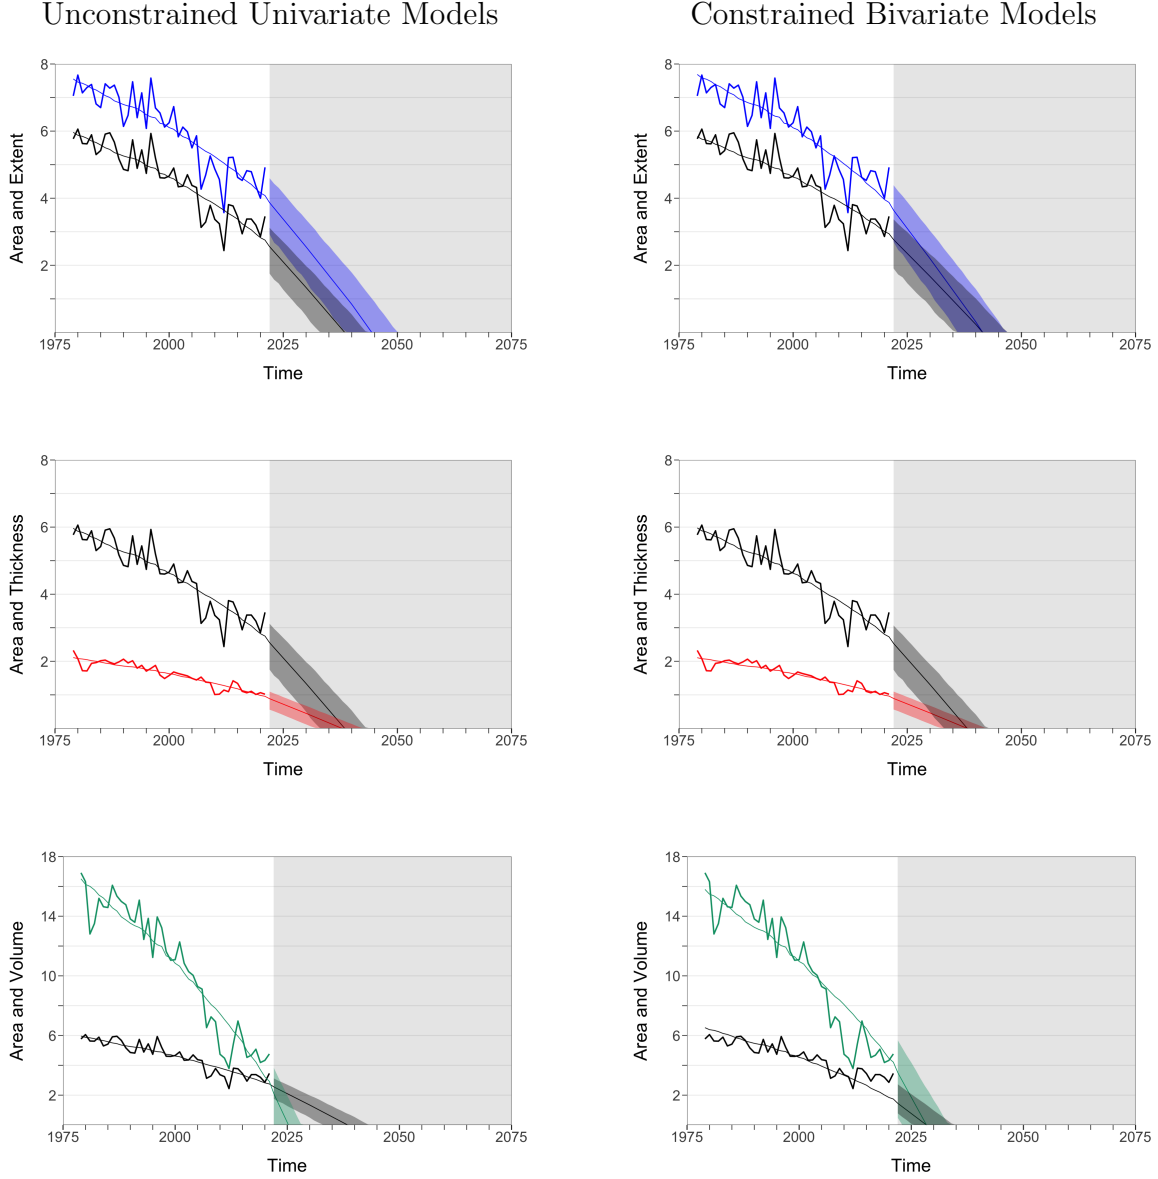 Unconstrained Univariate Models
Constrained Bivariate Models
Area and Extent
8
6
4
2
1975 2000 2025 2050 2075
Time
Area and Extent
8
6
4
2
1975 2000 2025 2050 2075
Time
Area and Thickness
8
6
4
2
1975 2000 2025 2050 2075
Time
Area and Thickness
8
6
4
2
1975 2000 2025 2050 2075
Time
Area and Volume
18
14
10
6
2
1975 2000 2025 2050 2075
Time
Area and Volume
18
14
10
6
2
1975 2000 2025 2050 2075
Time